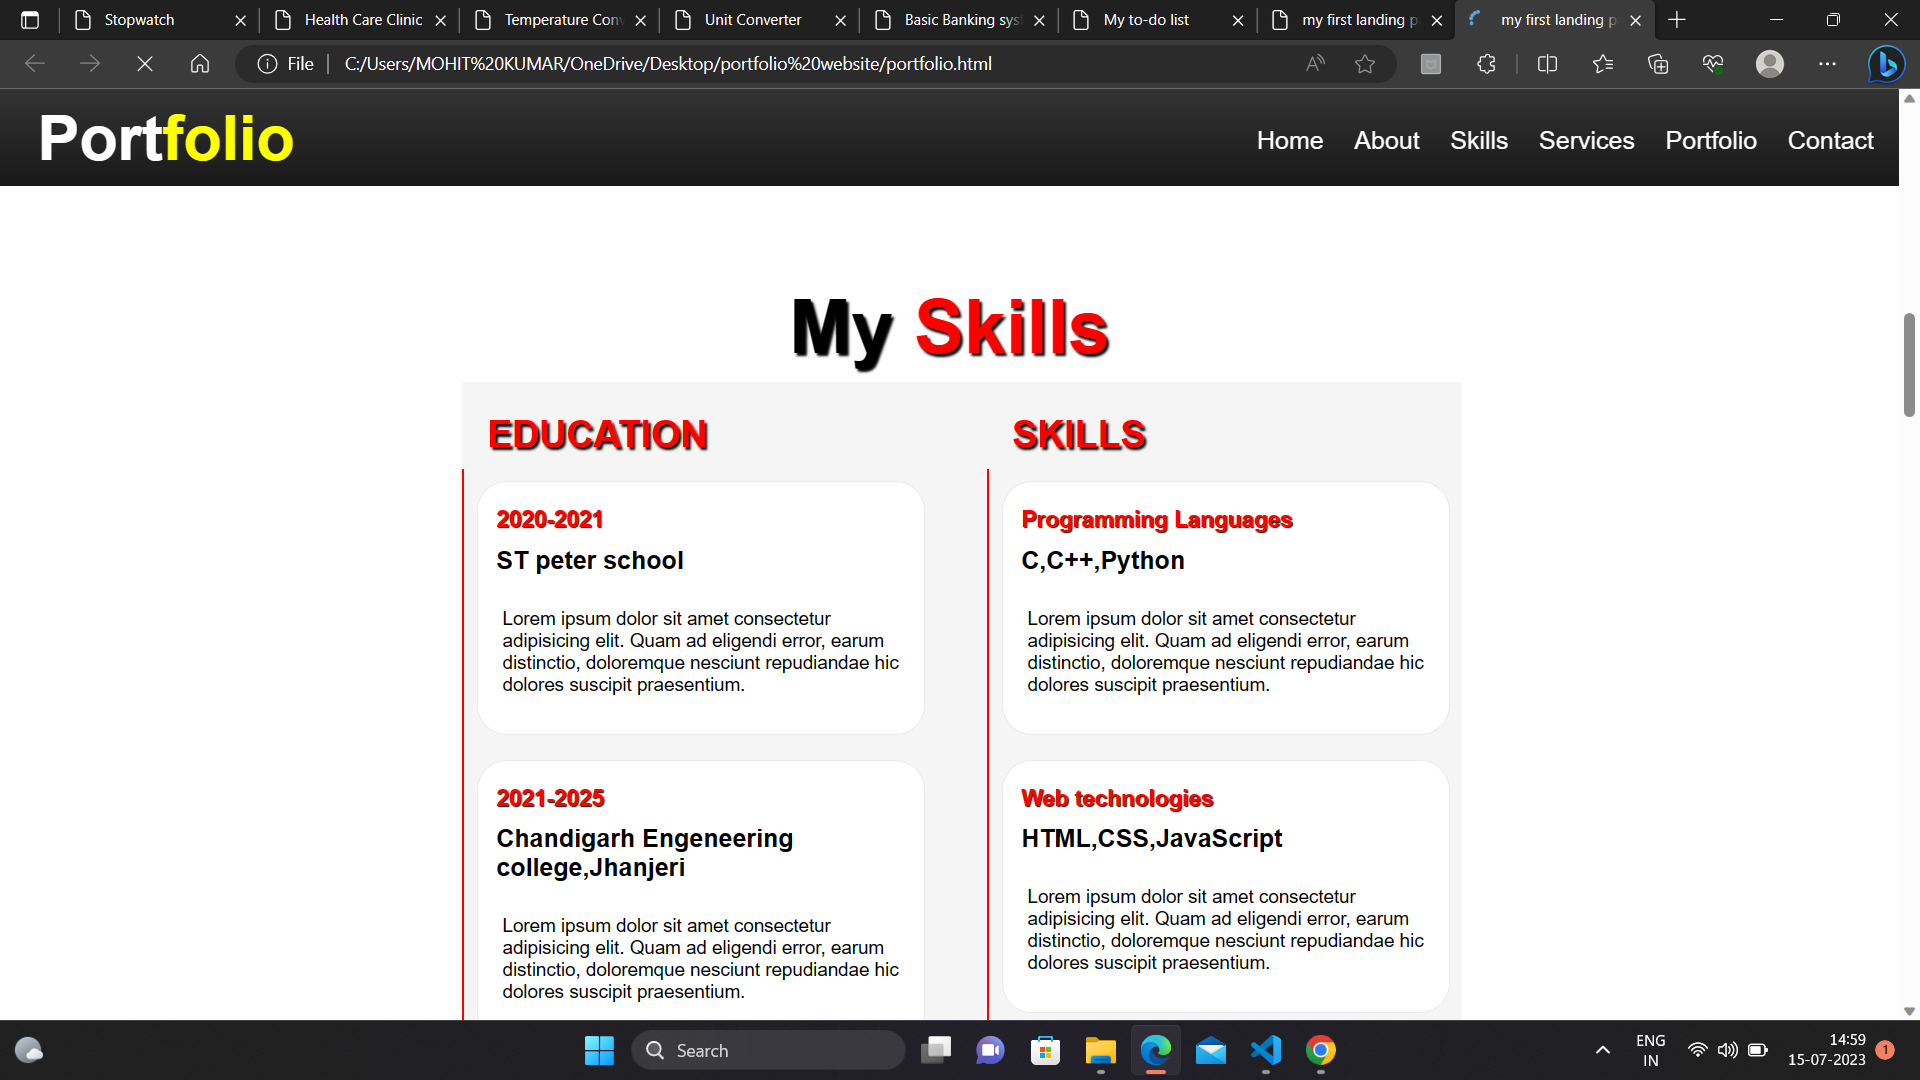 Stopwatch
Health Care Clinic
Temperature Con
Unit Converter
Basic Banking sys
My to-do list
my first landing p
my first landing p
File
C:/Users/MOHIT%20KUMAR/OneDrive/Desktop/portfolio%20website/portfolio.html
Portfolio
Home About Skills Services Portfolio Contact
My Skills
EDUCATION
2020-2021
ST peter school
Lorem ipsum dolor sit amet consectetur
adipisicing elit. Quam ad eligendi error, earum
distinctio, doloremque nesciunt repudiandae hic
dolores suscipit praesentium.
2021-2025
Chandigarh Engeneering
college,Jhanjeri
Lorem ipsum dolor sit amet consectetur
adipisicing elit. Quam ad eligendi error, earum
distinctio, doloremque nesciunt repudiandae hic
dolores suscipit praesentium.
SKILLS
Programming Languages
C,C++,Python
Lorem ipsum dolor sit amet consectetur
adipisicing elit. Quam ad eligendi error, earum
distinctio, doloremque nesciunt repudiandae hic
dolores suscipit praesentium.
Web technologies
HTML,CSS,JavaScript
Lorem ipsum dolor sit amet consectetur
adipisicing elit. Quam ad eligendi error, earum
distinctio, doloremque nesciunt repudiandae hic
dolores suscipit praesentium.
Search
ENG
IN
14:59
15-07-2023
1